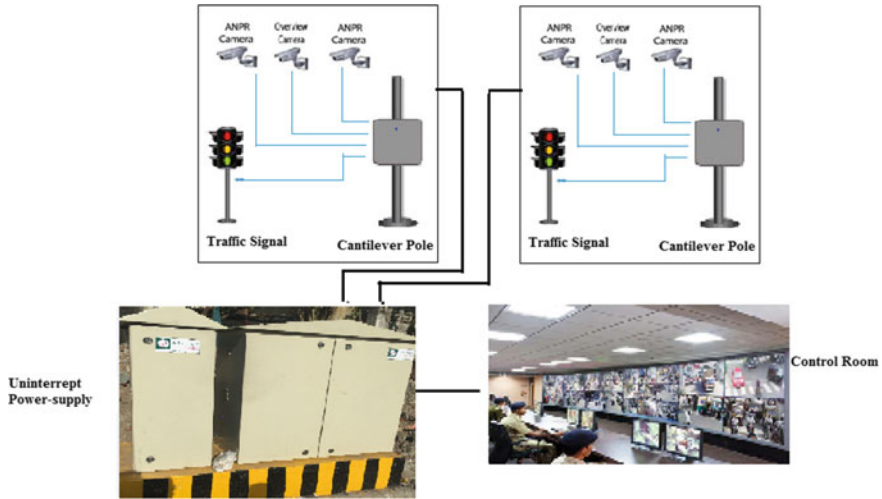 ANPR
Camera
Overview
Camera
ANPR
Camera
Traffic Signal
Cantilever Pole
ANPR
Camera
Overview
Camera
ANPR
Camera
Traffic Signal
Cantilever Pole
Uninterrept
Power-supply
Control Room